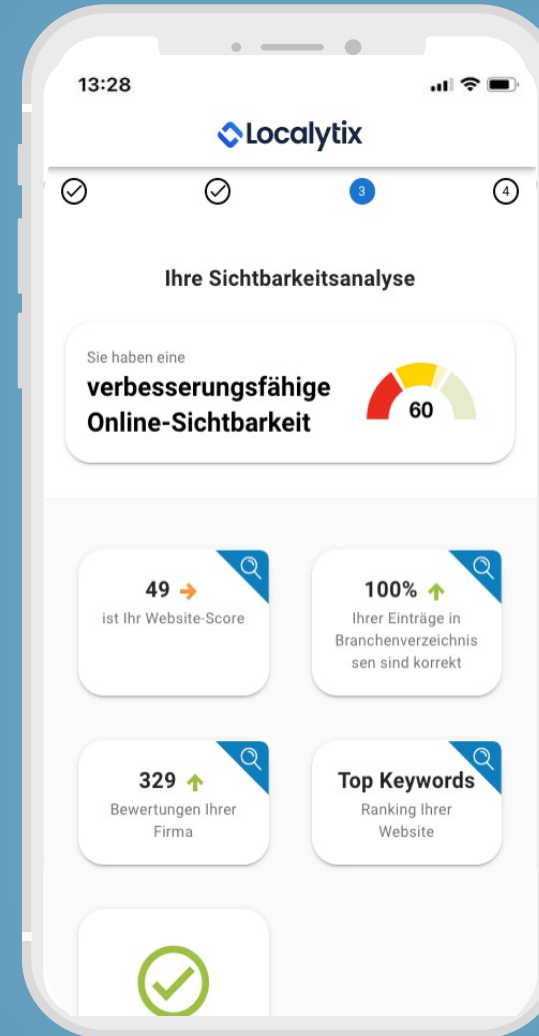 13:28
Localytix
3
4
Ihre Sichtbarkeitsanalyse
Sie haben eine
verbesserungsfähige
Online-Sichtbarkeit
60
49
ist Ihr Website-Score
100%
Ihrer Einträge in
Branchenverzeichnis
sen sind korrekt
329
Bewertungen Ihrer
Firma
Top Keywords
Ranking Ihrer
Website